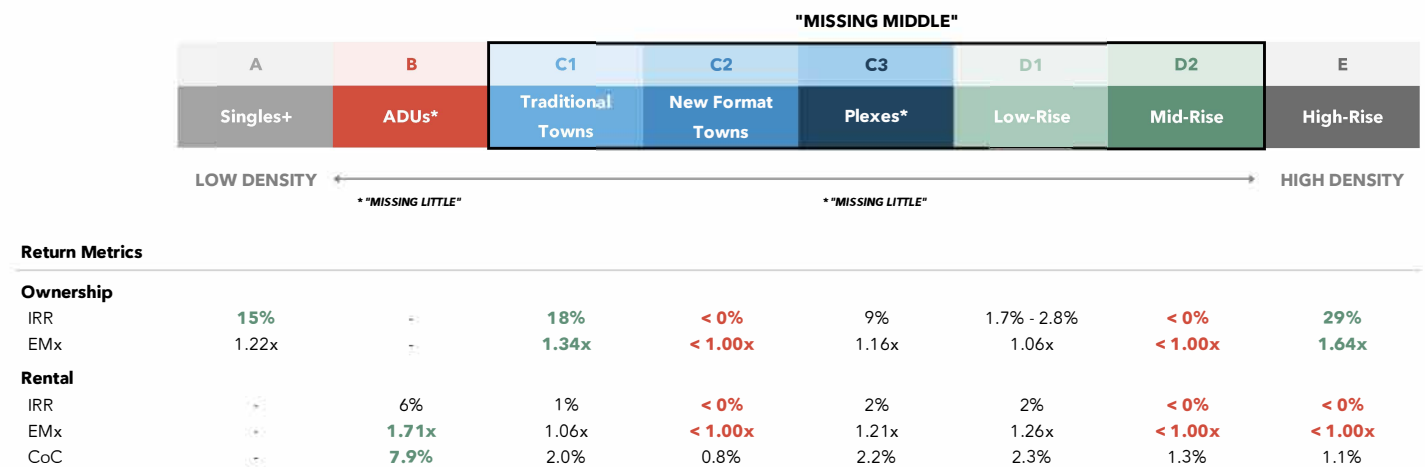 "MISSING MIDDLE"
A B C1 C2 C3 D1 D2 E
Singles+ ADUs* Traditional Towns New Format Towns Plexes* Low-Rise Mid-Rise High-Rise
LOW DENSITY HIGH DENSITY
* "MISSING LITTLE" * "MISSING LITTLE"
Return Metrics
Ownership
IRR 15% - 18% < 0% 9% 1.7% - 2.8% < 0% 29%
EMx 1.22x - 1.34x < 1.00x 1.16x 1.06x < 1.00x 1.64x
Rental
IRR - 6% 1% < 0% 2% 2% < 0% < 0%
EMx - 1.71x 1.06x < 1.00x 1.21x 1.26x < 1.00x < 1.00x
CoC - 7.9% 2.0% 0.8% 2.2% 2.3% 1.3% 1.1%